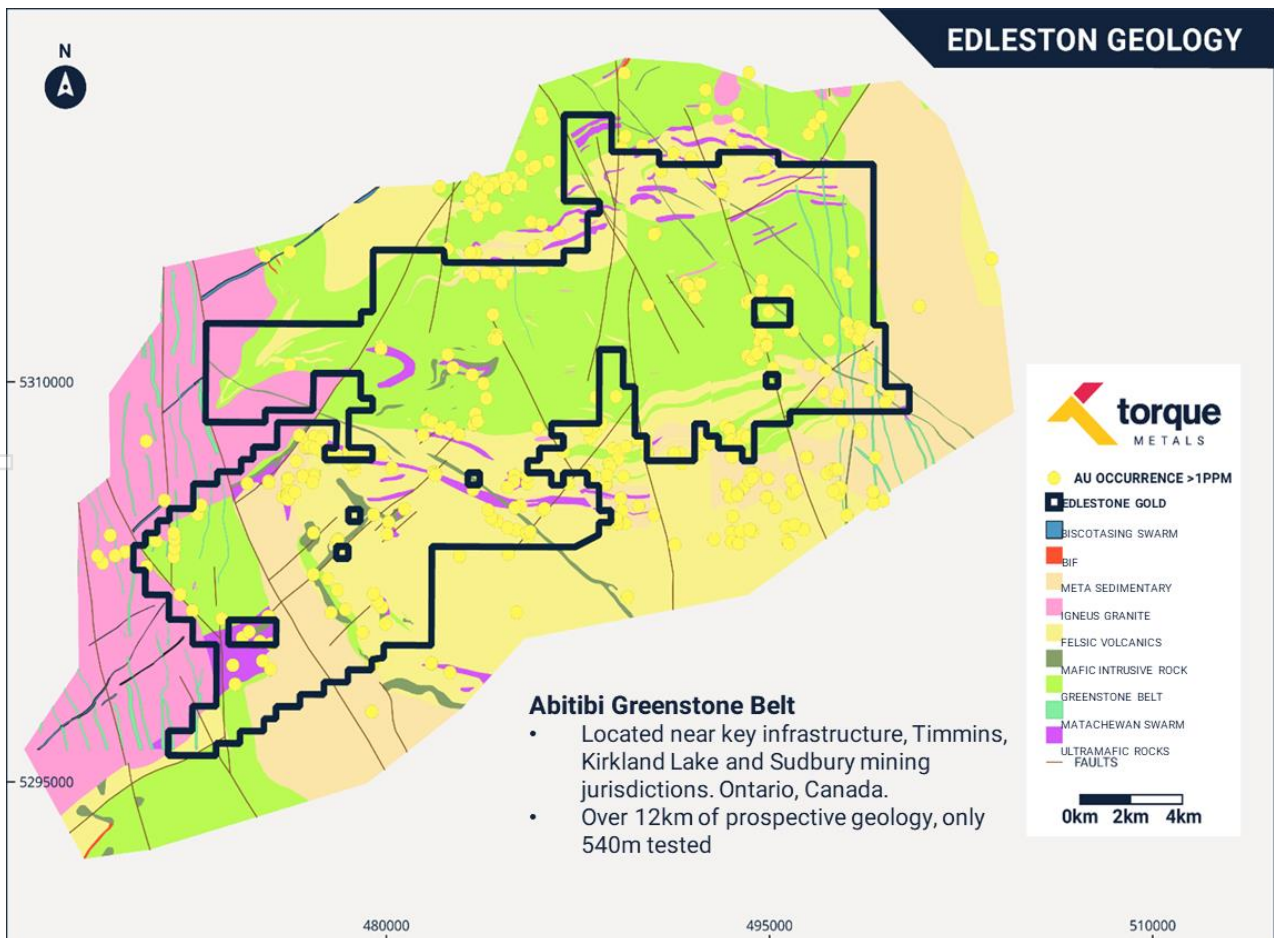 EDLESTON GEOLOGY
N
5310000
5295000
torque
METALS
AU OCCURRENCE >1PPM
EDLESTONE GOLD
BISCOTASING SWARM
BIF
META SEDIMENTARY
IGNEUS GRANITE
FELSIC VOLCANICS
MAFIC INTRUSIVE ROCK
GREENSTONE BELT
MATACHEWAN SWARM
ULTRAMAFIC ROCKS
FAULTS
0km 2km 4km
Abitibi Greenstone Belt
• Located near key infrastructure, Timmins,
Kirkland Lake and Sudbury mining
jurisdictions. Ontario, Canada.
• Over 12km of prospective geology, only
540m tested
480000 495000 510000